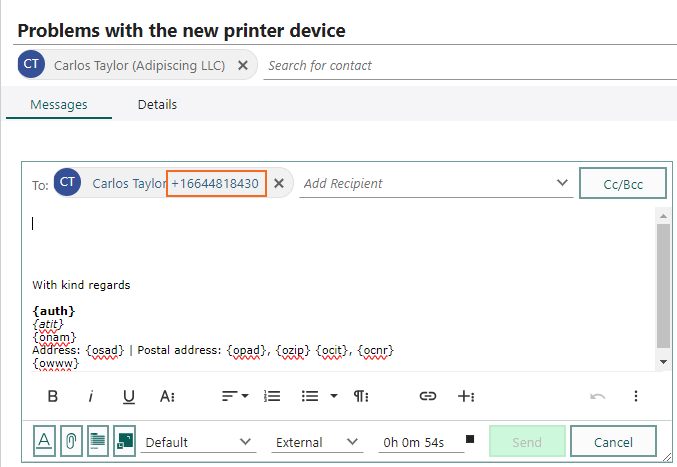 Problems with the new printer device
CT Carlos Taylor (Adipiscing LLC) Search for contact
Messages Details
To: CT Carlos Taylor +16644818430 Add Recipient Cc/Bcc
With kind regards
{auth}
{atit}
{onam}
Address: {osad} | Postal address: {opad}, {ozip} {ocit}, {ocnr}
{owww}
B i U A
A Default External 0h 0m 54s Send Cancel